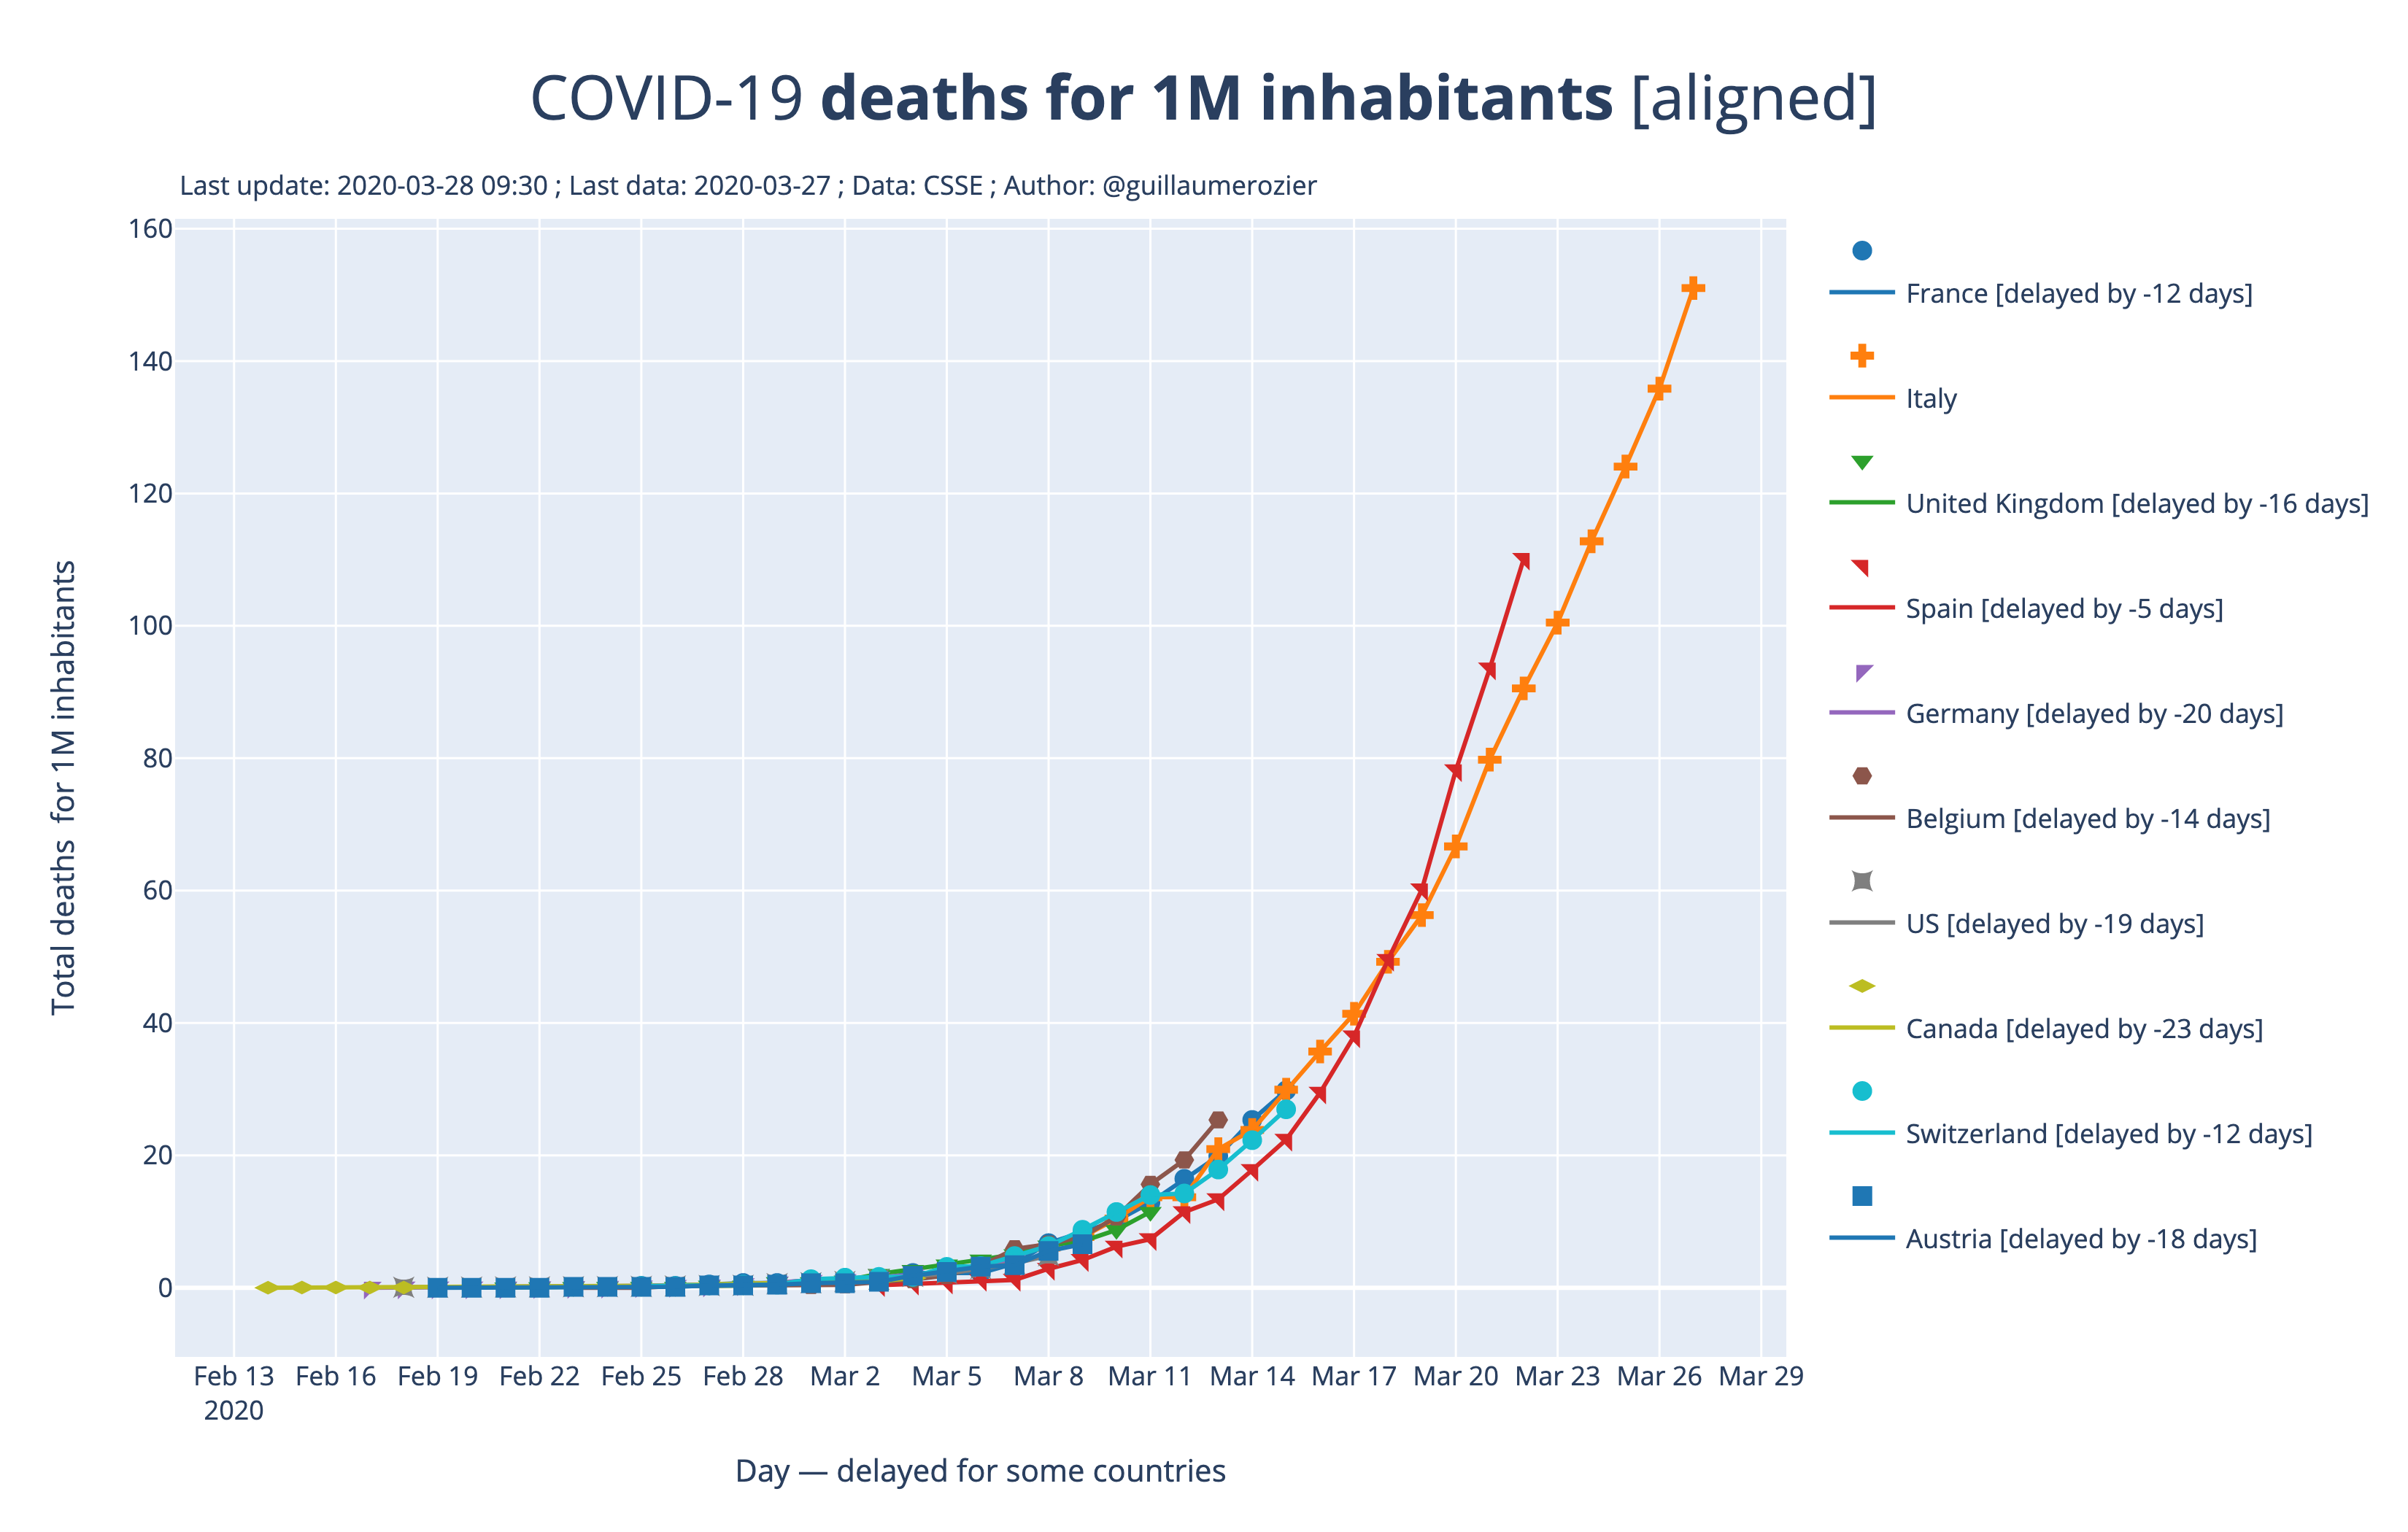 COVID-19 deaths for 1M inhabitants [aligned]
Last update: 2020-03-28 09:30 ; Last data: 2020-03-27 ; Data: CSSE ; Author: @guillaumerozier
Total deaths  for 1M inhabitants
160
140
120
100
80
60
40
20
0
Feb 13 Feb 16 Feb 19 Feb 22 Feb 25 Feb 28 Mar 2 Mar 5 Mar 8 Mar 11 Mar 14 Mar 17 Mar 20 Mar 23 Mar 26 Mar 29
2020
Day — delayed for some countries
France [delayed by -12 days]
Italy
United Kingdom [delayed by -16 days]
Spain [delayed by -5 days]
Germany [delayed by -20 days]
Belgium [delayed by -14 days]
US [delayed by -19 days]
Canada [delayed by -23 days]
Switzerland [delayed by -12 days]
Austria [delayed by -18 days]